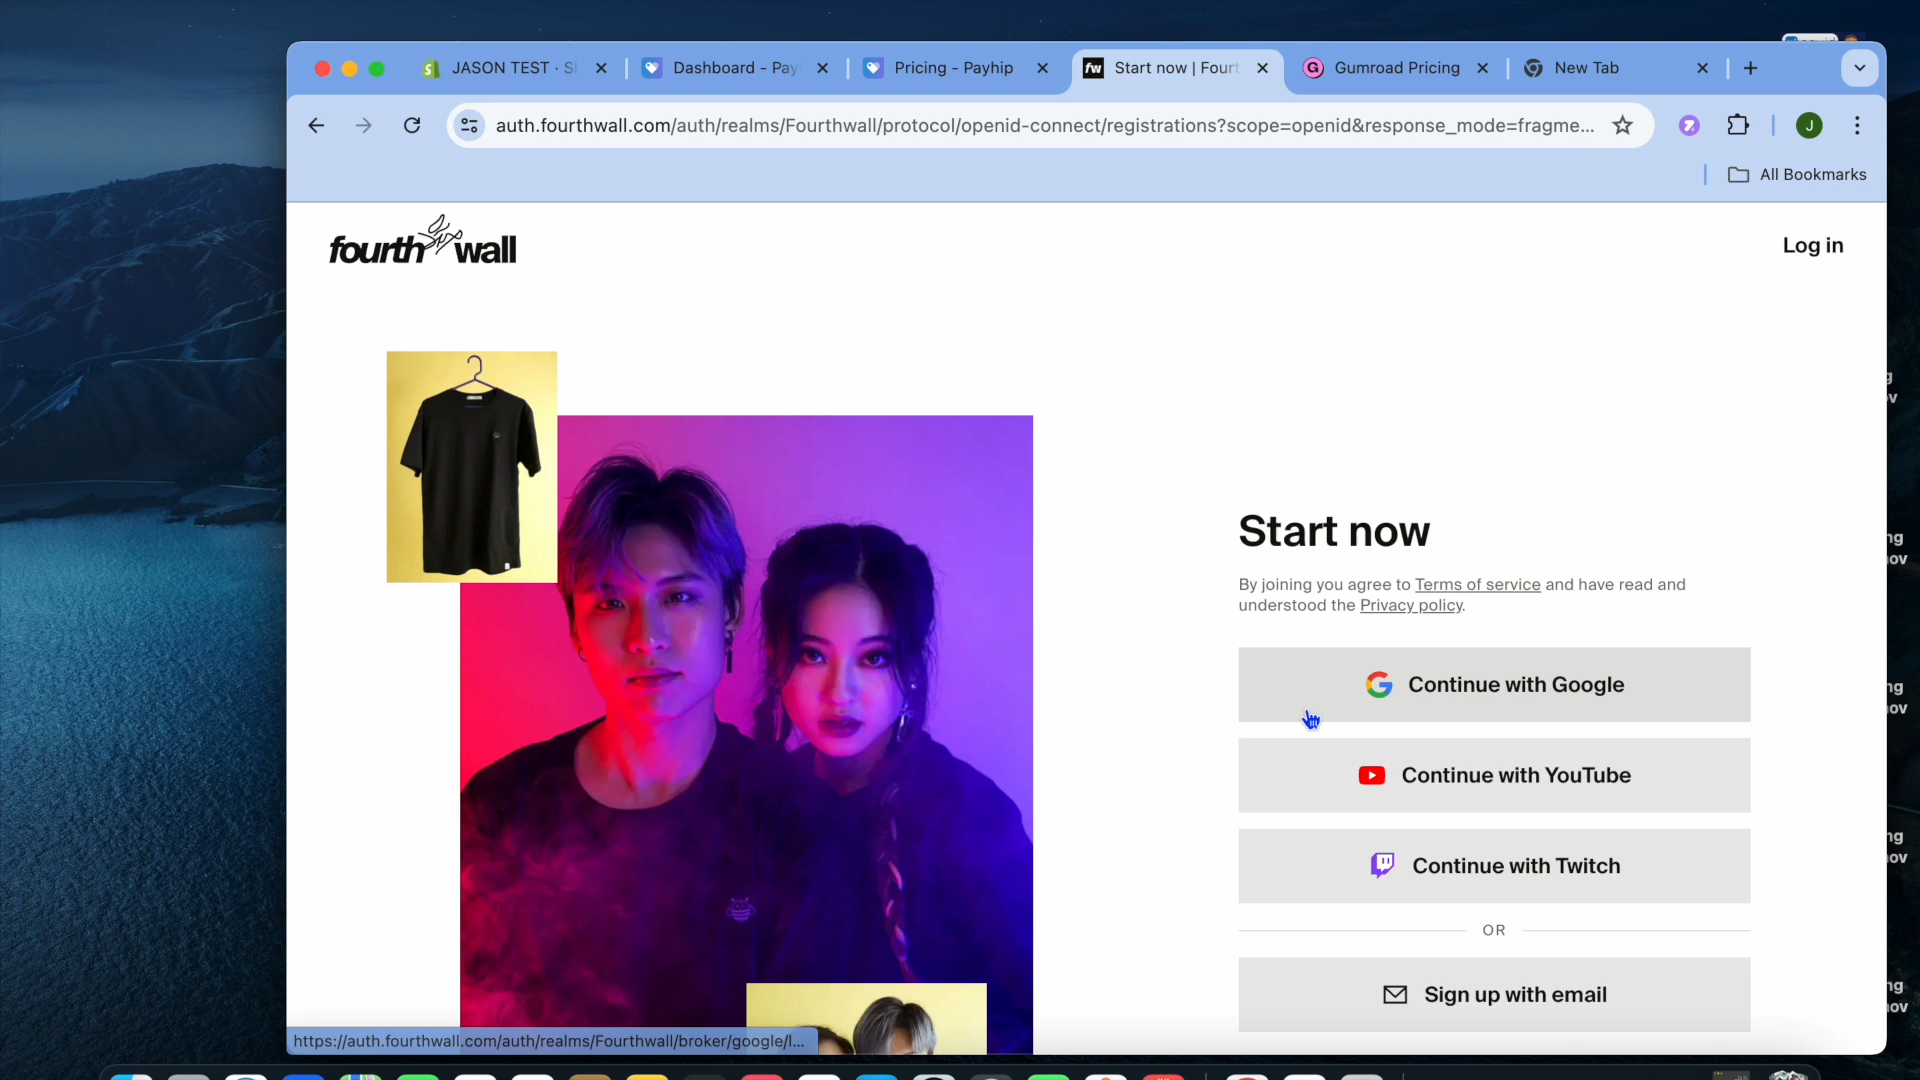 JASON TEST · S
Dashboard - Pay
Pricing - Payhip
Start now | Fourt
Gumroad Pricing
New Tab
auth.fourthwall.com/auth/realms/Fourthwall/protocol/openid-connect/registrations?scope=openid&response_mode=fragme...
J
All Bookmarks
fourth wall
Log in
Start now
By joining you agree to Terms of service and have read and
understood the Privacy policy.
Continue with Google
Continue with YouTube
Continue with Twitch
OR
Sign up with email
https://auth.fourthwall.com/auth/realms/Fourthwall/broker/google/l...